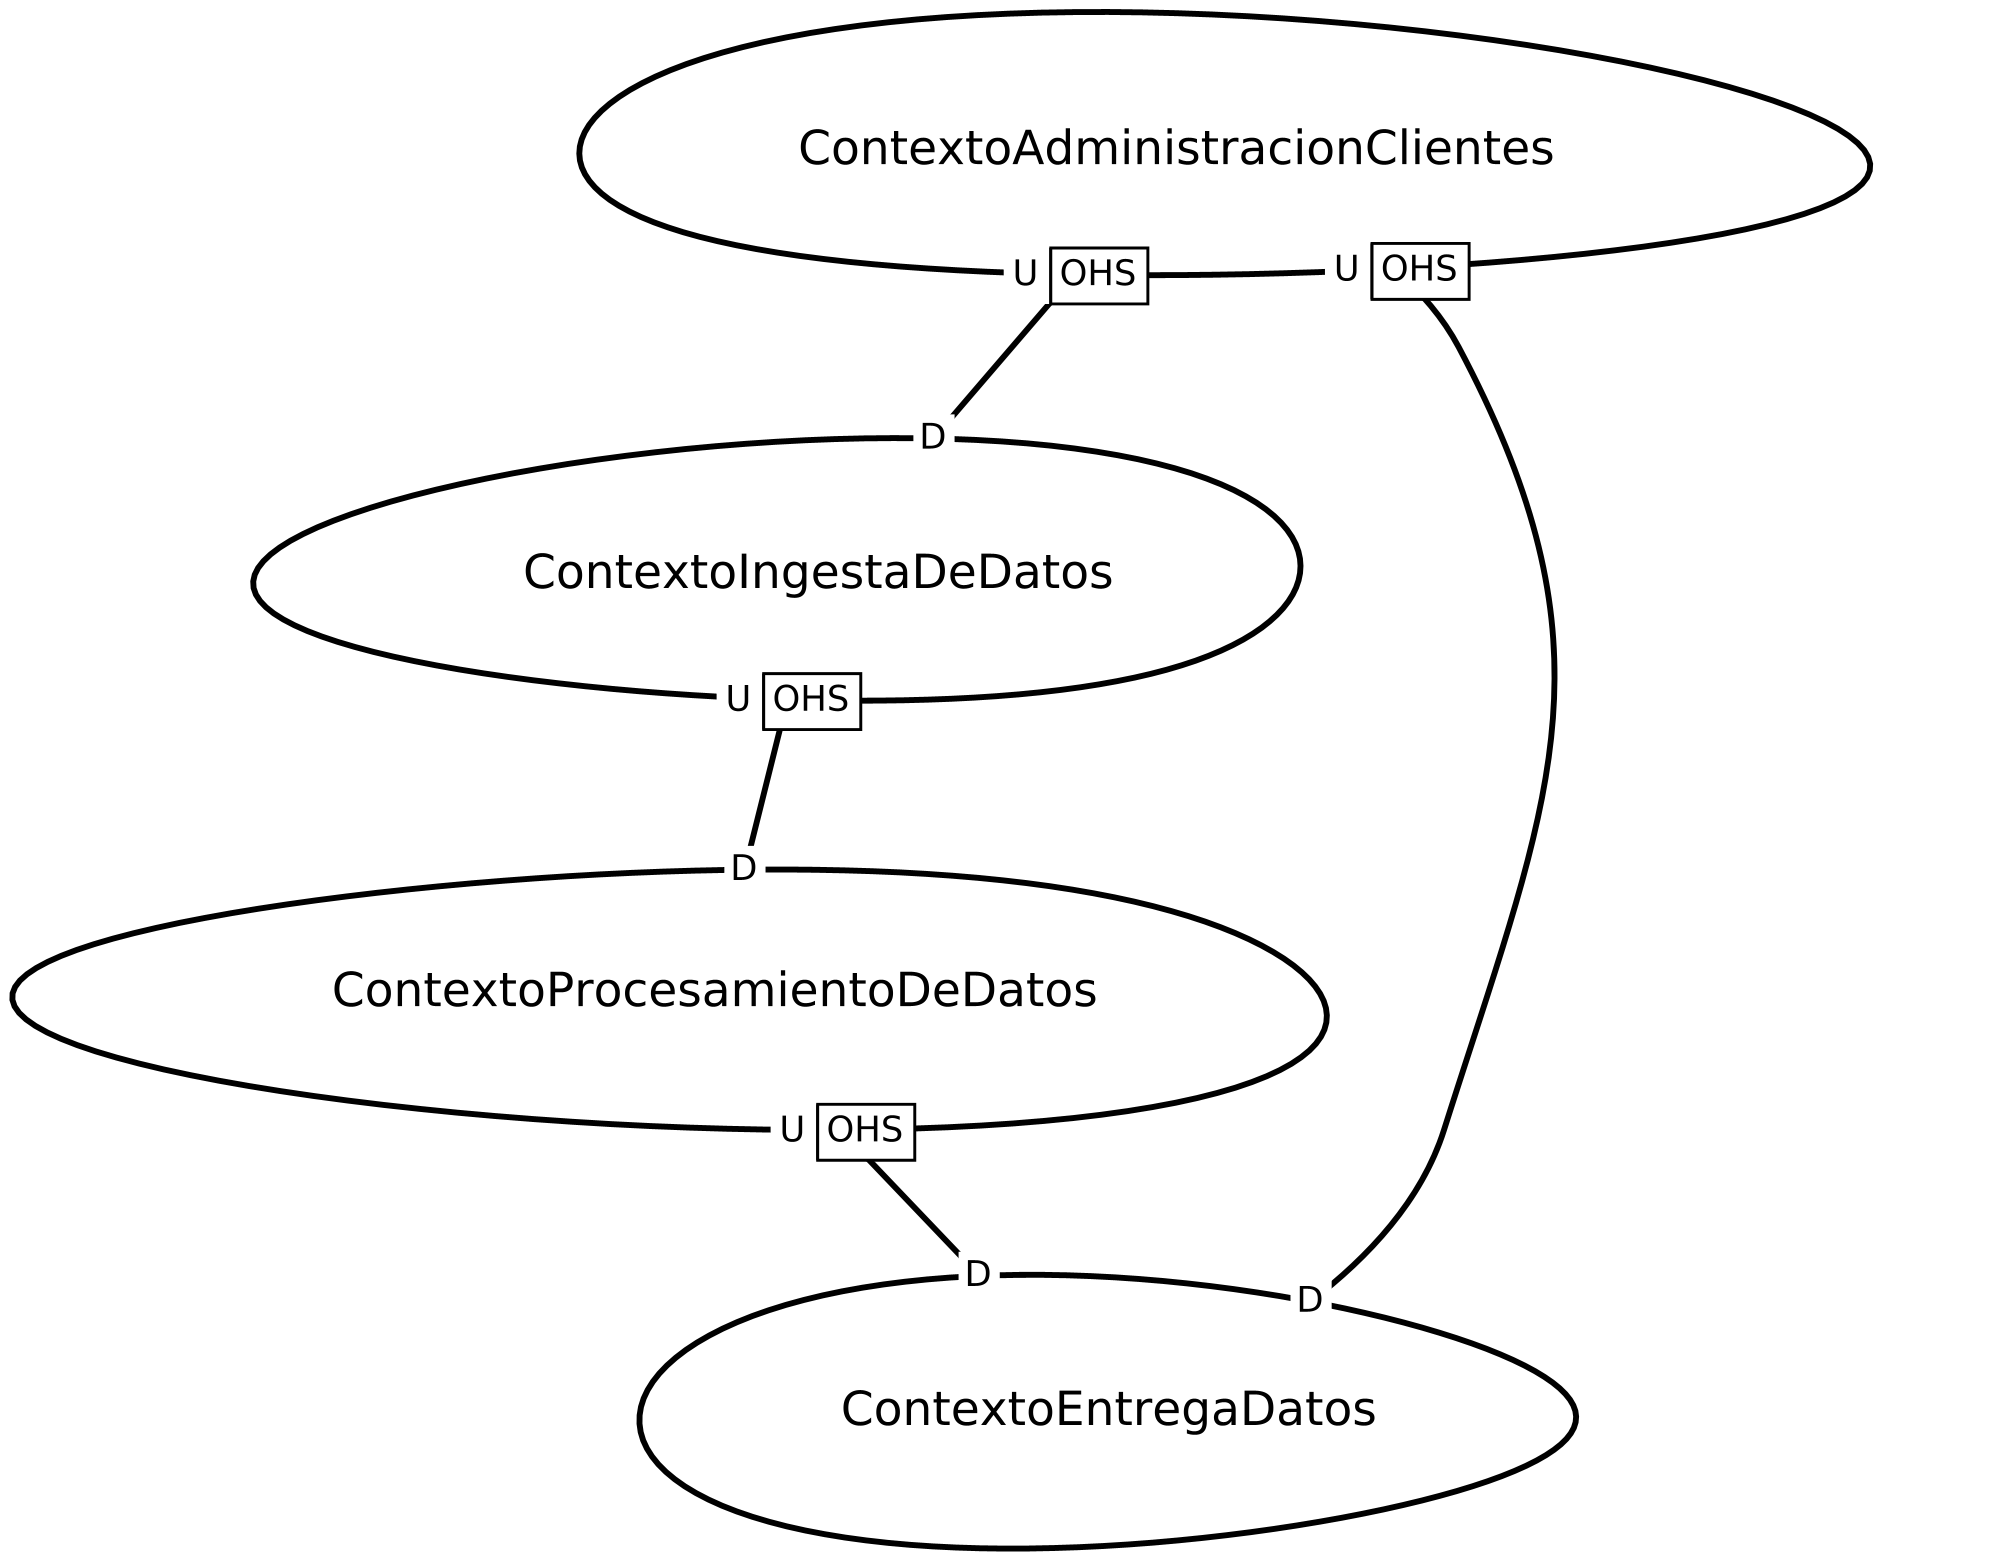 ContextoAdministracionClientes
U OHS
U OHS
D
ContextoIngestaDeDatos
U OHS
D
ContextoProcesamientoDeDatos
U OHS
D
D
ContextoEntregaDatos